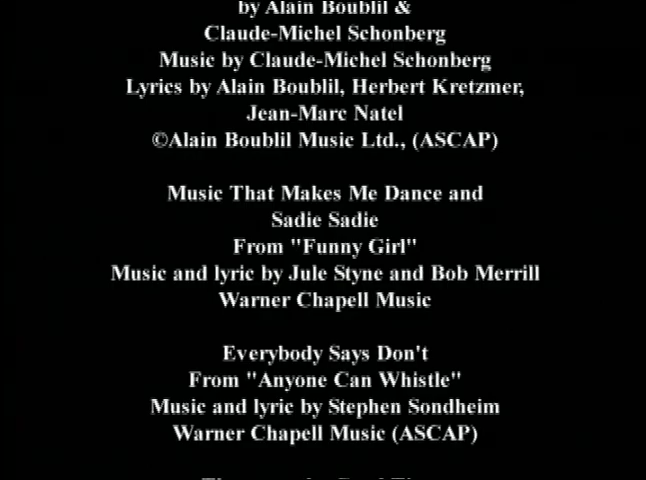 by Alain Boublil &
Claude-Michel Schonberg
Music by Claude-Michel Schonberg
Lyrics by Alain Boublil, Herbert Kretzmer,
Jean-Marc Natel
©Alain Boublil Music Ltd., (ASCAP)
Music That Makes Me Dance and
Sadie Sadie
From "Funny Girl"
Music and lyric by Jule Styne and Bob Merrill
Warner Chapell Music
Everybody Says Don't
From "Anyone Can Whistle"
Music and lyric by Stephen Sondheim
Warner Chapell Music (ASCAP)